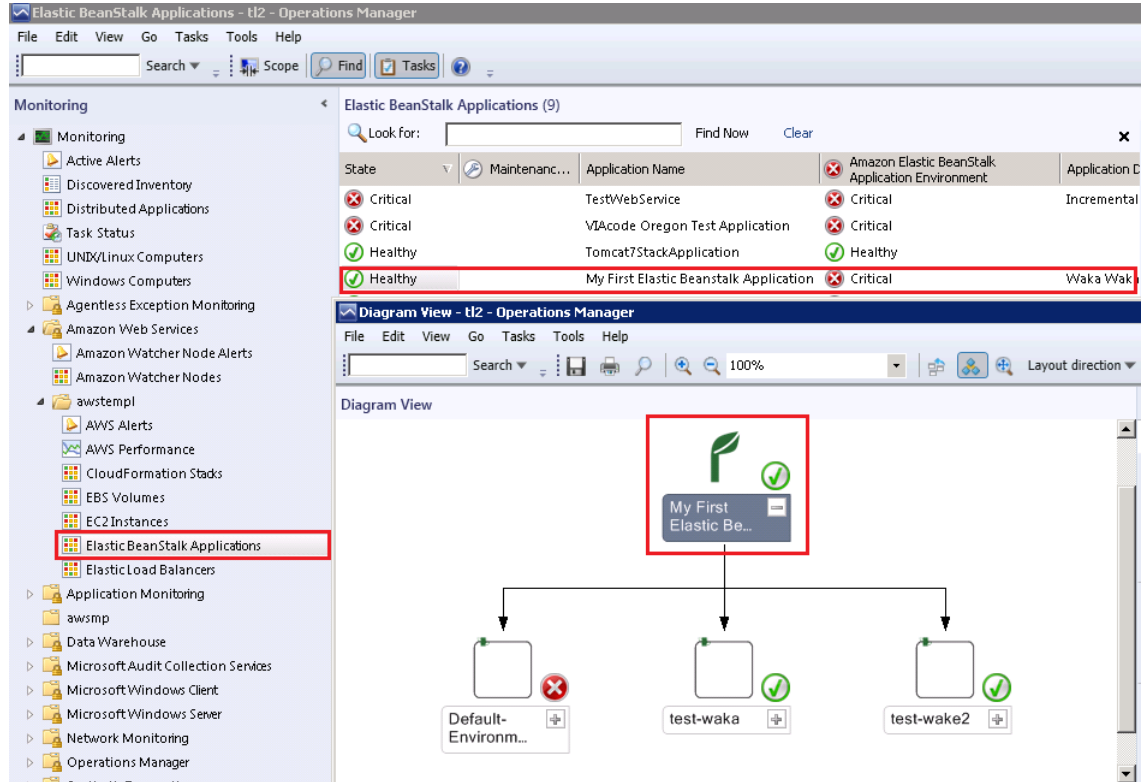 Elastic BeanStalk Applications - tl2 - Operations Manager
File Edit View Go Tasks Tools Help
Search Scope Find Tasks
Monitoring
Monitoring
Active Alerts
Discovered Inventory
Distributed Applications
Task Status
UNIX/Linux Computers
Windows Computers
Agentless Exception Monitoring
Amazon Web Services
Amazon Watcher Node Alerts
Amazon Watcher Nodes
awstempl
AWS Alerts
AWS Performance
CloudFormation Stacks
EBS Volumes
EC2 Instances
Elastic BeanStalk Applications
Elastic Load Balancers
Application Monitoring
awsmp
Data Warehouse
Microsoft Audit Collection Services
Microsoft Windows Client
Microsoft Windows Server
Network Monitoring
Operations Manager
Elastic BeanStalk Applications (9)
Look for: Find Now Clear
State Maintenanc... Application Name Amazon Elastic BeanStalk Application Environment Application D
Critical TestWebService Critical Incremental
Critical VIAcode Oregon Test Application Critical
Healthy Tomcat7StackApplication Healthy
Healthy My First Elastic Beanstalk Application Critical Waka Waka
Diagram View - tl2 - Operations Manager
File Edit View Go Tasks Tools Help
Search 100% Layout direction
Diagram View
My First
Elastic Be...
Default-
Environm...
test-waka
test-wake2